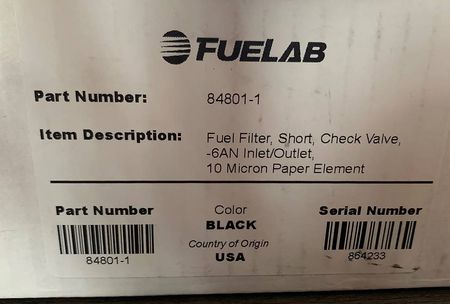 FUELAB
Part Number: 84801-1
Item Description: Fuel Filter, Short, Check Valve,
-6AN Inlet/Outlet,
10 Micron Paper Element
Part Number Color Serial Number
BLACK
Country of Origin
84801-1 USA 864233